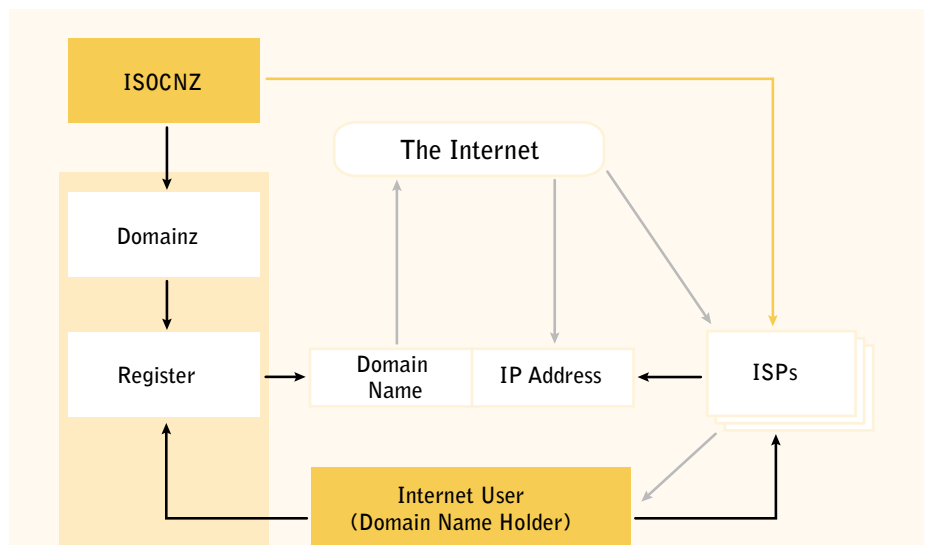 ISOCNZ
The Internet
Domainz
Register
Domain
Name
IP Address
ISPs
Internet User
(Domain Name Holder)